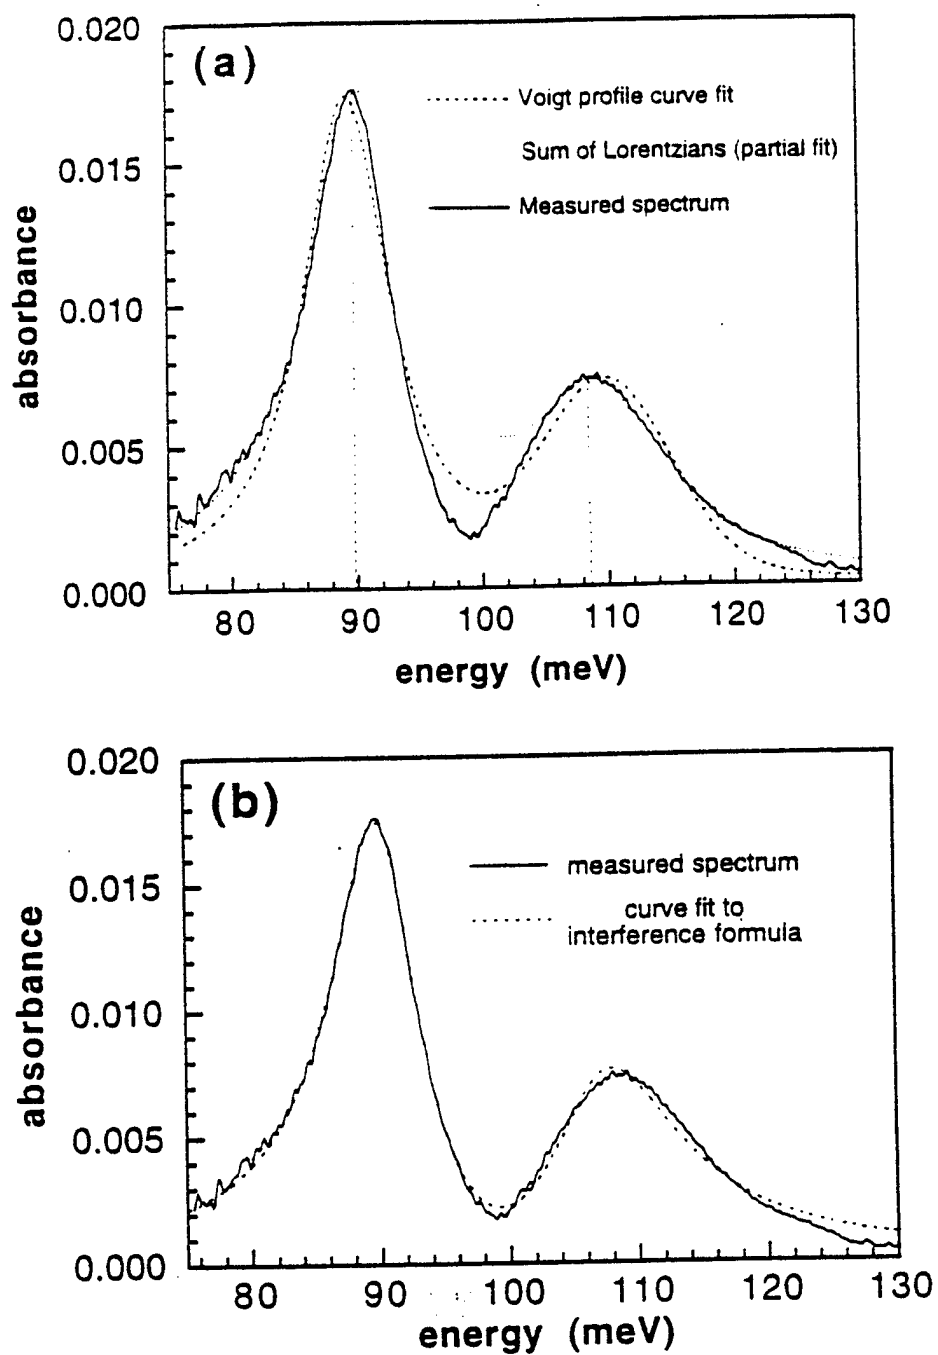 0.020
(a)
Voigt profile curve fit
Sum of Lorentzians (partial fit)
0.015
Measured spectrum
absorbance
0.010
0.005
0.000
80 90 100 110 120 130
energy (meV)
0.020
(b)
measured spectrum
0.015
curve fit to
interference formula
absorbance
0.010
0.005
0.000
80 90 100 110 120 130
energy (meV)